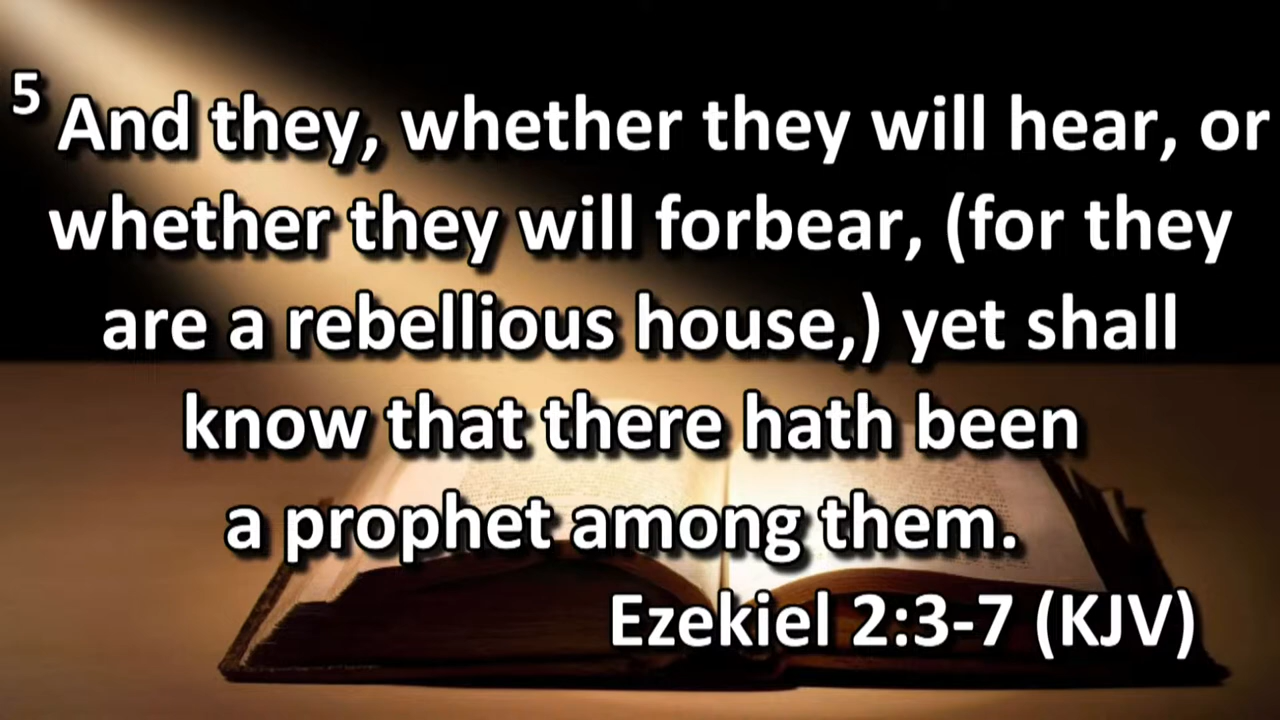 5 And they, whether they will hear, or
whether they will forbear, (for they
are a rebellious house,) yet shall
know that there hath been
a prophet among them.
Ezekiel 2:3-7 (KJV)